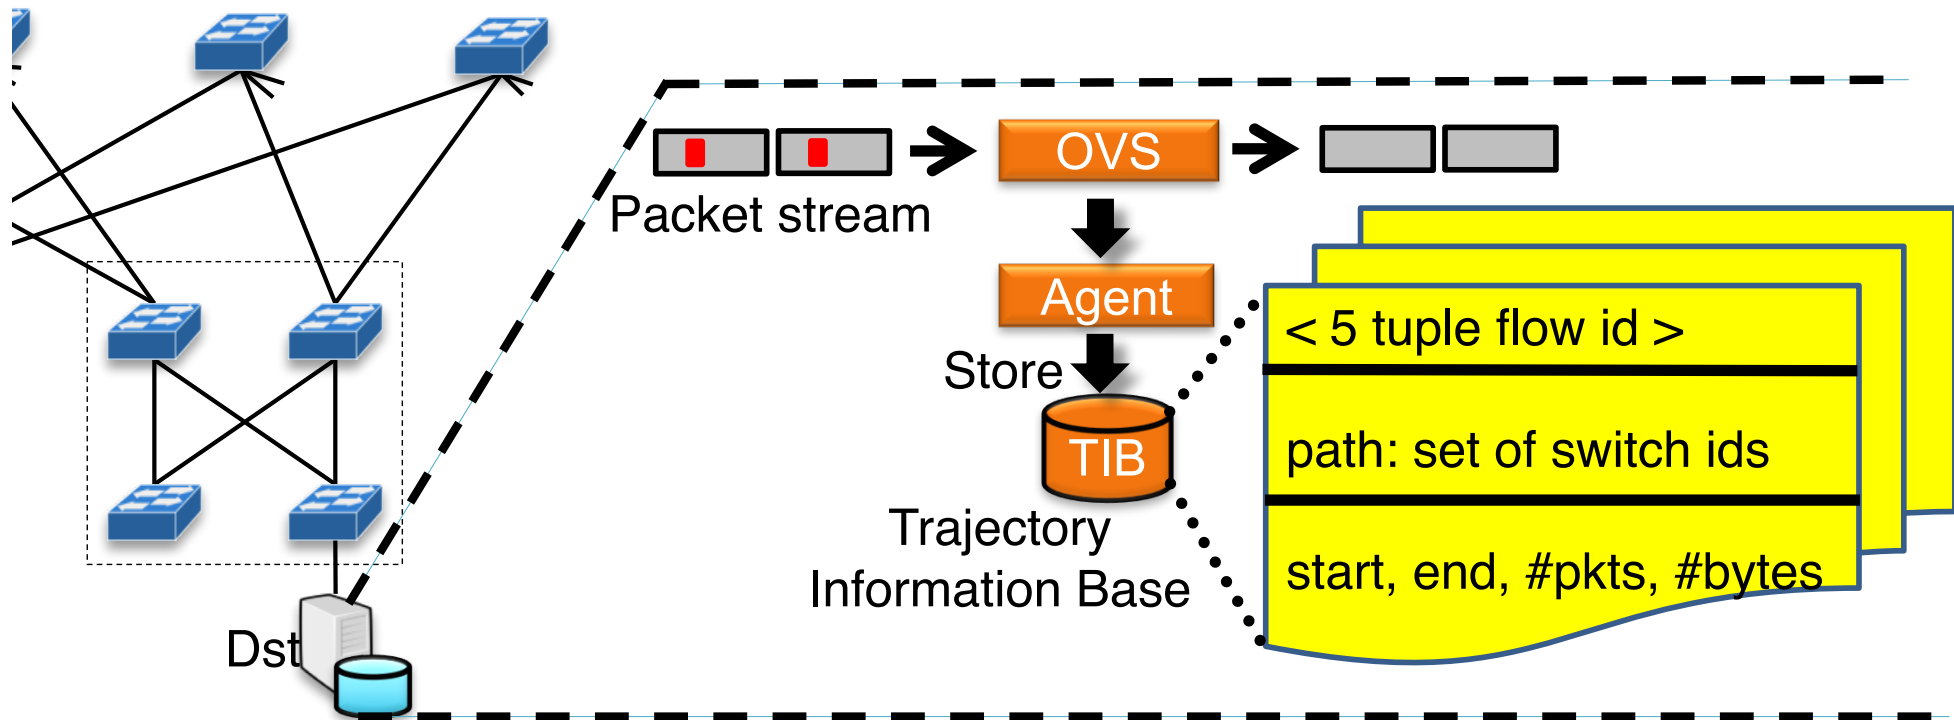 OVS
Packet stream
Agent
Store
TIB
Trajectory
Information Base
< 5 tuple flow id >
path: set of switch ids
start, end, #pkts, #bytes
Dst